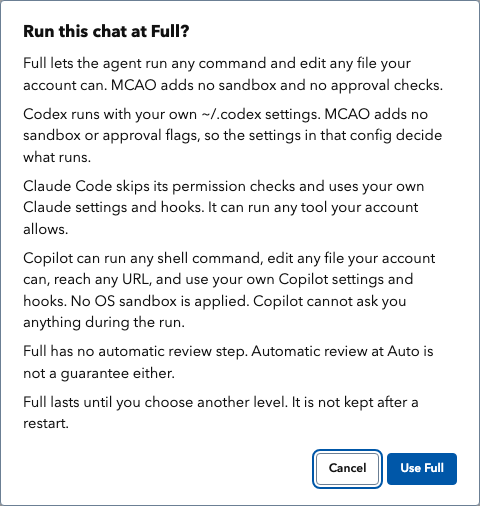 Run this chat at Full?
Full lets the agent run any command and edit any file your
account can. MCAO adds no sandbox and no approval checks.
Codex runs with your own ~/.codex settings. MCAO adds no
sandbox or approval flags, so the settings in that config decide
what runs.
Claude Code skips its permission checks and uses your own
Claude settings and hooks. It can run any tool your account
allows.
Copilot can run any shell command, edit any file your account
can, reach any URL, and use your own Copilot settings and
hooks. No OS sandbox is applied. Copilot cannot ask you
anything during the run.
Full has no automatic review step. Automatic review at Auto is
not a guarantee either.
Full lasts until you choose another level. It is not kept after a
restart.
Cancel
Use Full